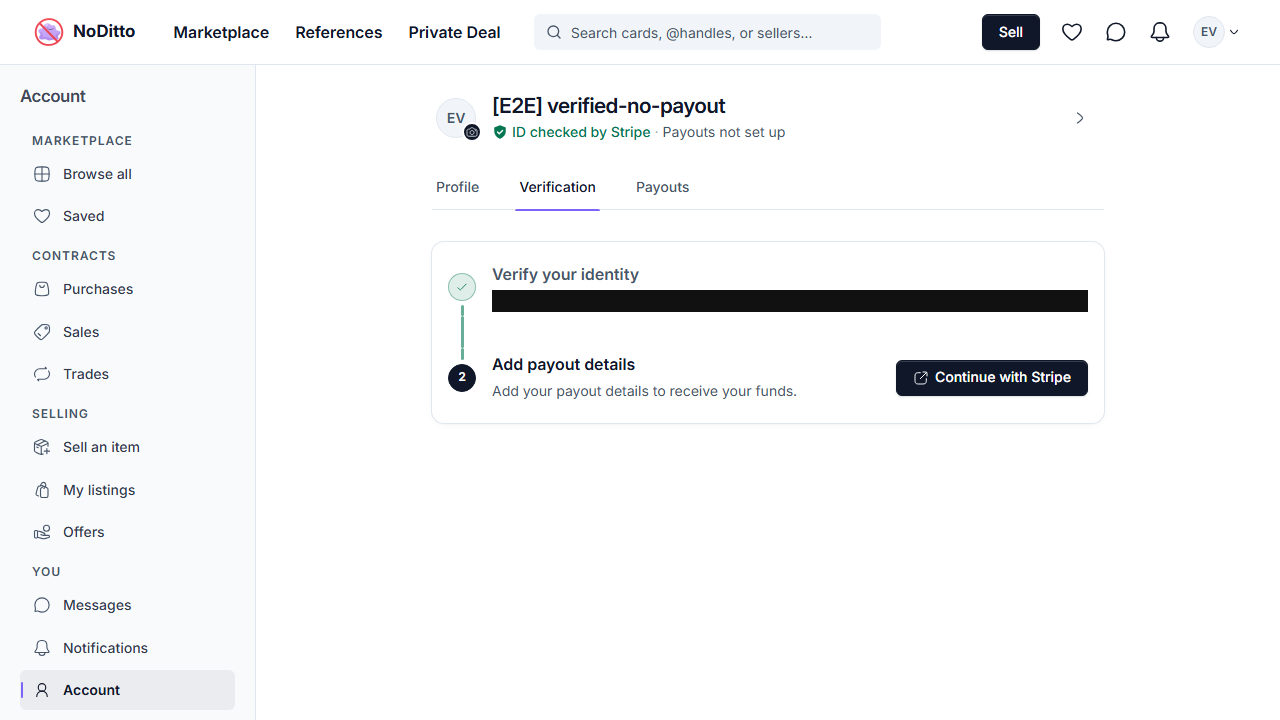 NoDitto
Marketplace
References
Private Deal
Search cards, @handles, or sellers...
Sell
EV
Account
MARKETPLACE
Browse all
Saved
CONTRACTS
Purchases
Sales
Trades
SELLING
Sell an item
My listings
Offers
YOU
Messages
Notifications
Account
EV
[E2E] verified-no-payout
ID checked by Stripe · Payouts not set up
Profile
Verification
Payouts
Verify your identity
2
Add payout details
Add your payout details to receive your funds.
Continue with Stripe